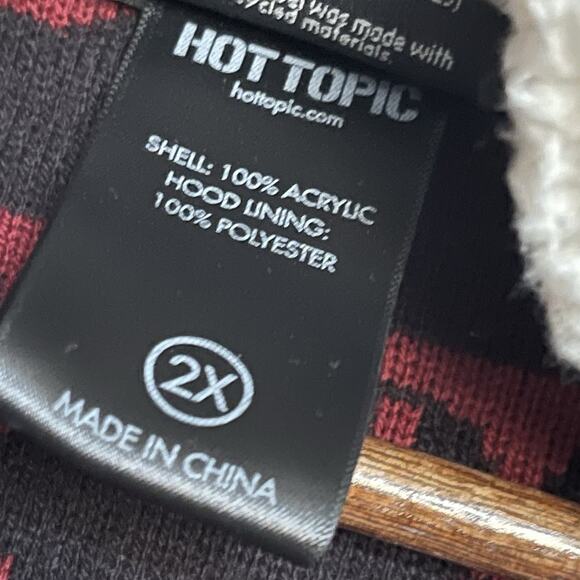 was made with
cycled materials.
HOT TOPIC
hottopic.com
SHELL: 100% ACRYLIC
HOOD LINING:
100% POLYESTER
2X
MADE IN CHINA